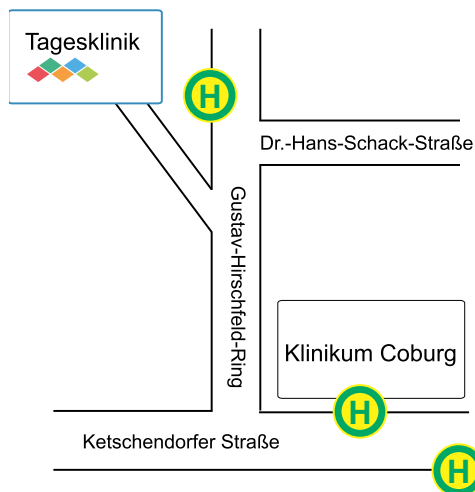 Tagesklinik
H
Dr.-Hans-Schack-Straße
Gustav-Hirschfeld-Ring
Klinikum Coburg
H
Ketschendorfer Straße
H